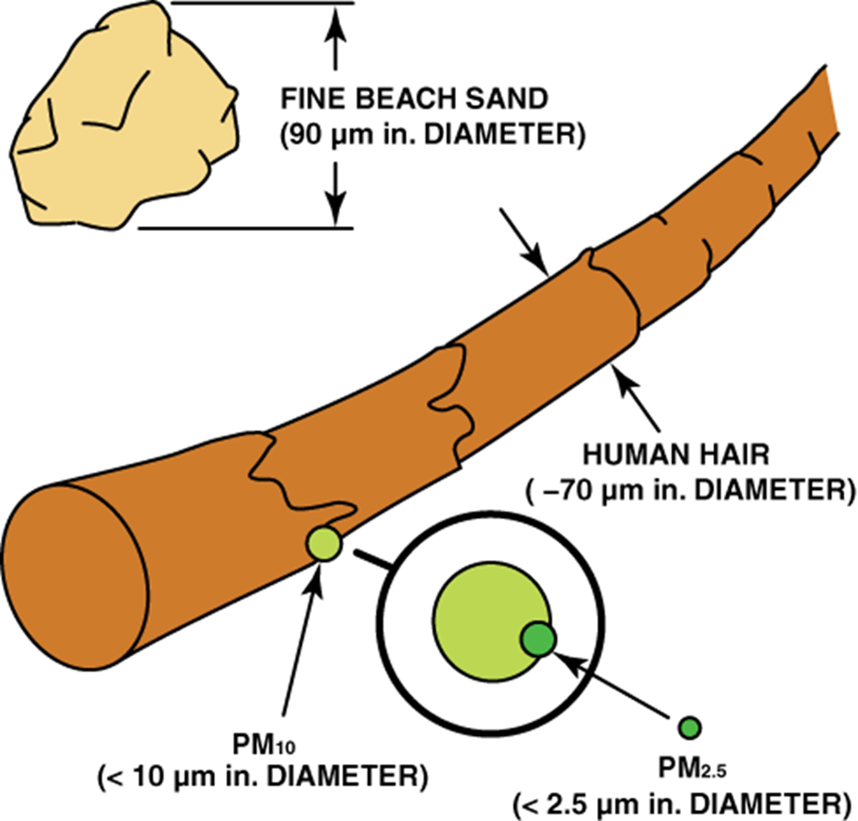 FINE BEACH SAND
(90 µm in. DIAMETER)
HUMAN HAIR
( –70 µm in. DIAMETER)
PM10
(< 10 µm in. DIAMETER)
PM2.5
(< 2.5 µm in. DIAMETER)